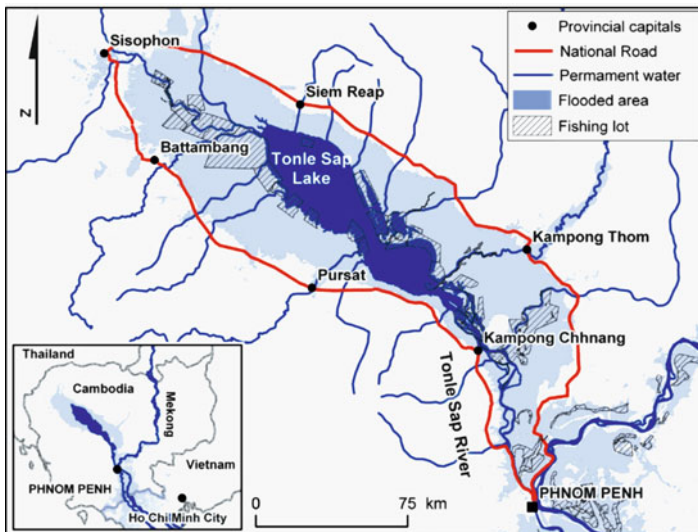 Sisophon
Siem Reap
Battambang
Tonle Sap
Lake
Kampong Thom
Pursat
Kampong Chhnang
Tonle Sap River
PHNOM PENH
N
Provincial capitals
National Road
Permament water
Flooded area
Fishing lot
Thailand
Cambodia
Mekong
Vietnam
PHNOM PENH
Ho Chi Minh City
0 75 km